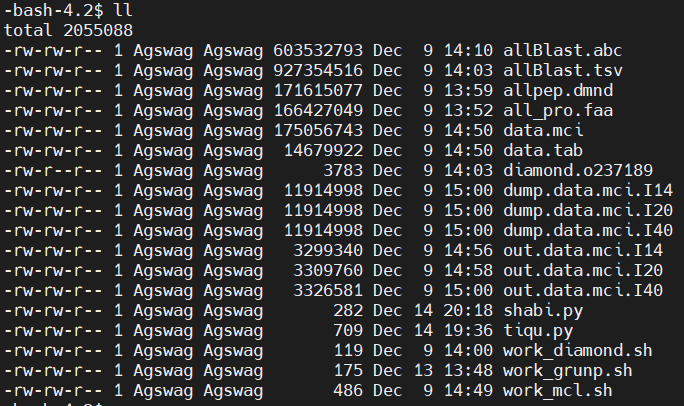 -bash-4.2$ ll
total 2055088
-rw-rw-r-- 1 Agswag Agswag 603532793 Dec  9 14:10 allBlast.abc
-rw-rw-r-- 1 Agswag Agswag 927354516 Dec  9 14:03 allBlast.tsv
-rw-rw-r-- 1 Agswag Agswag 171615077 Dec  9 13:59 allpep.dmnd
-rw-rw-r-- 1 Agswag Agswag 166427049 Dec  9 13:52 all_pro.faa
-rw-rw-r-- 1 Agswag Agswag 175056743 Dec  9 14:50 data.mci
-rw-rw-r-- 1 Agswag Agswag  14679922 Dec  9 14:50 data.tab
-rw-r--r-- 1 Agswag Agswag      3783 Dec  9 14:03 diamond.o237189
-rw-rw-r-- 1 Agswag Agswag  11914998 Dec  9 15:00 dump.data.mci.I14
-rw-rw-r-- 1 Agswag Agswag  11914998 Dec  9 15:00 dump.data.mci.I20
-rw-rw-r-- 1 Agswag Agswag  11914998 Dec  9 15:00 dump.data.mci.I40
-rw-rw-r-- 1 Agswag Agswag   3299340 Dec  9 14:56 out.data.mci.I14
-rw-rw-r-- 1 Agswag Agswag   3309760 Dec  9 14:58 out.data.mci.I20
-rw-rw-r-- 1 Agswag Agswag   3326581 Dec  9 15:00 out.data.mci.I40
-rw-rw-r-- 1 Agswag Agswag       282 Dec 14 20:18 shabi.py
-rw-rw-r-- 1 Agswag Agswag       709 Dec 14 19:36 tiqu.py
-rw-rw-r-- 1 Agswag Agswag       119 Dec  9 14:00 work_diamond.sh
-rw-rw-r-- 1 Agswag Agswag       175 Dec 13 13:48 work_grunp.sh
-rw-rw-r-- 1 Agswag Agswag       486 Dec  9 14:49 work_mcl.sh